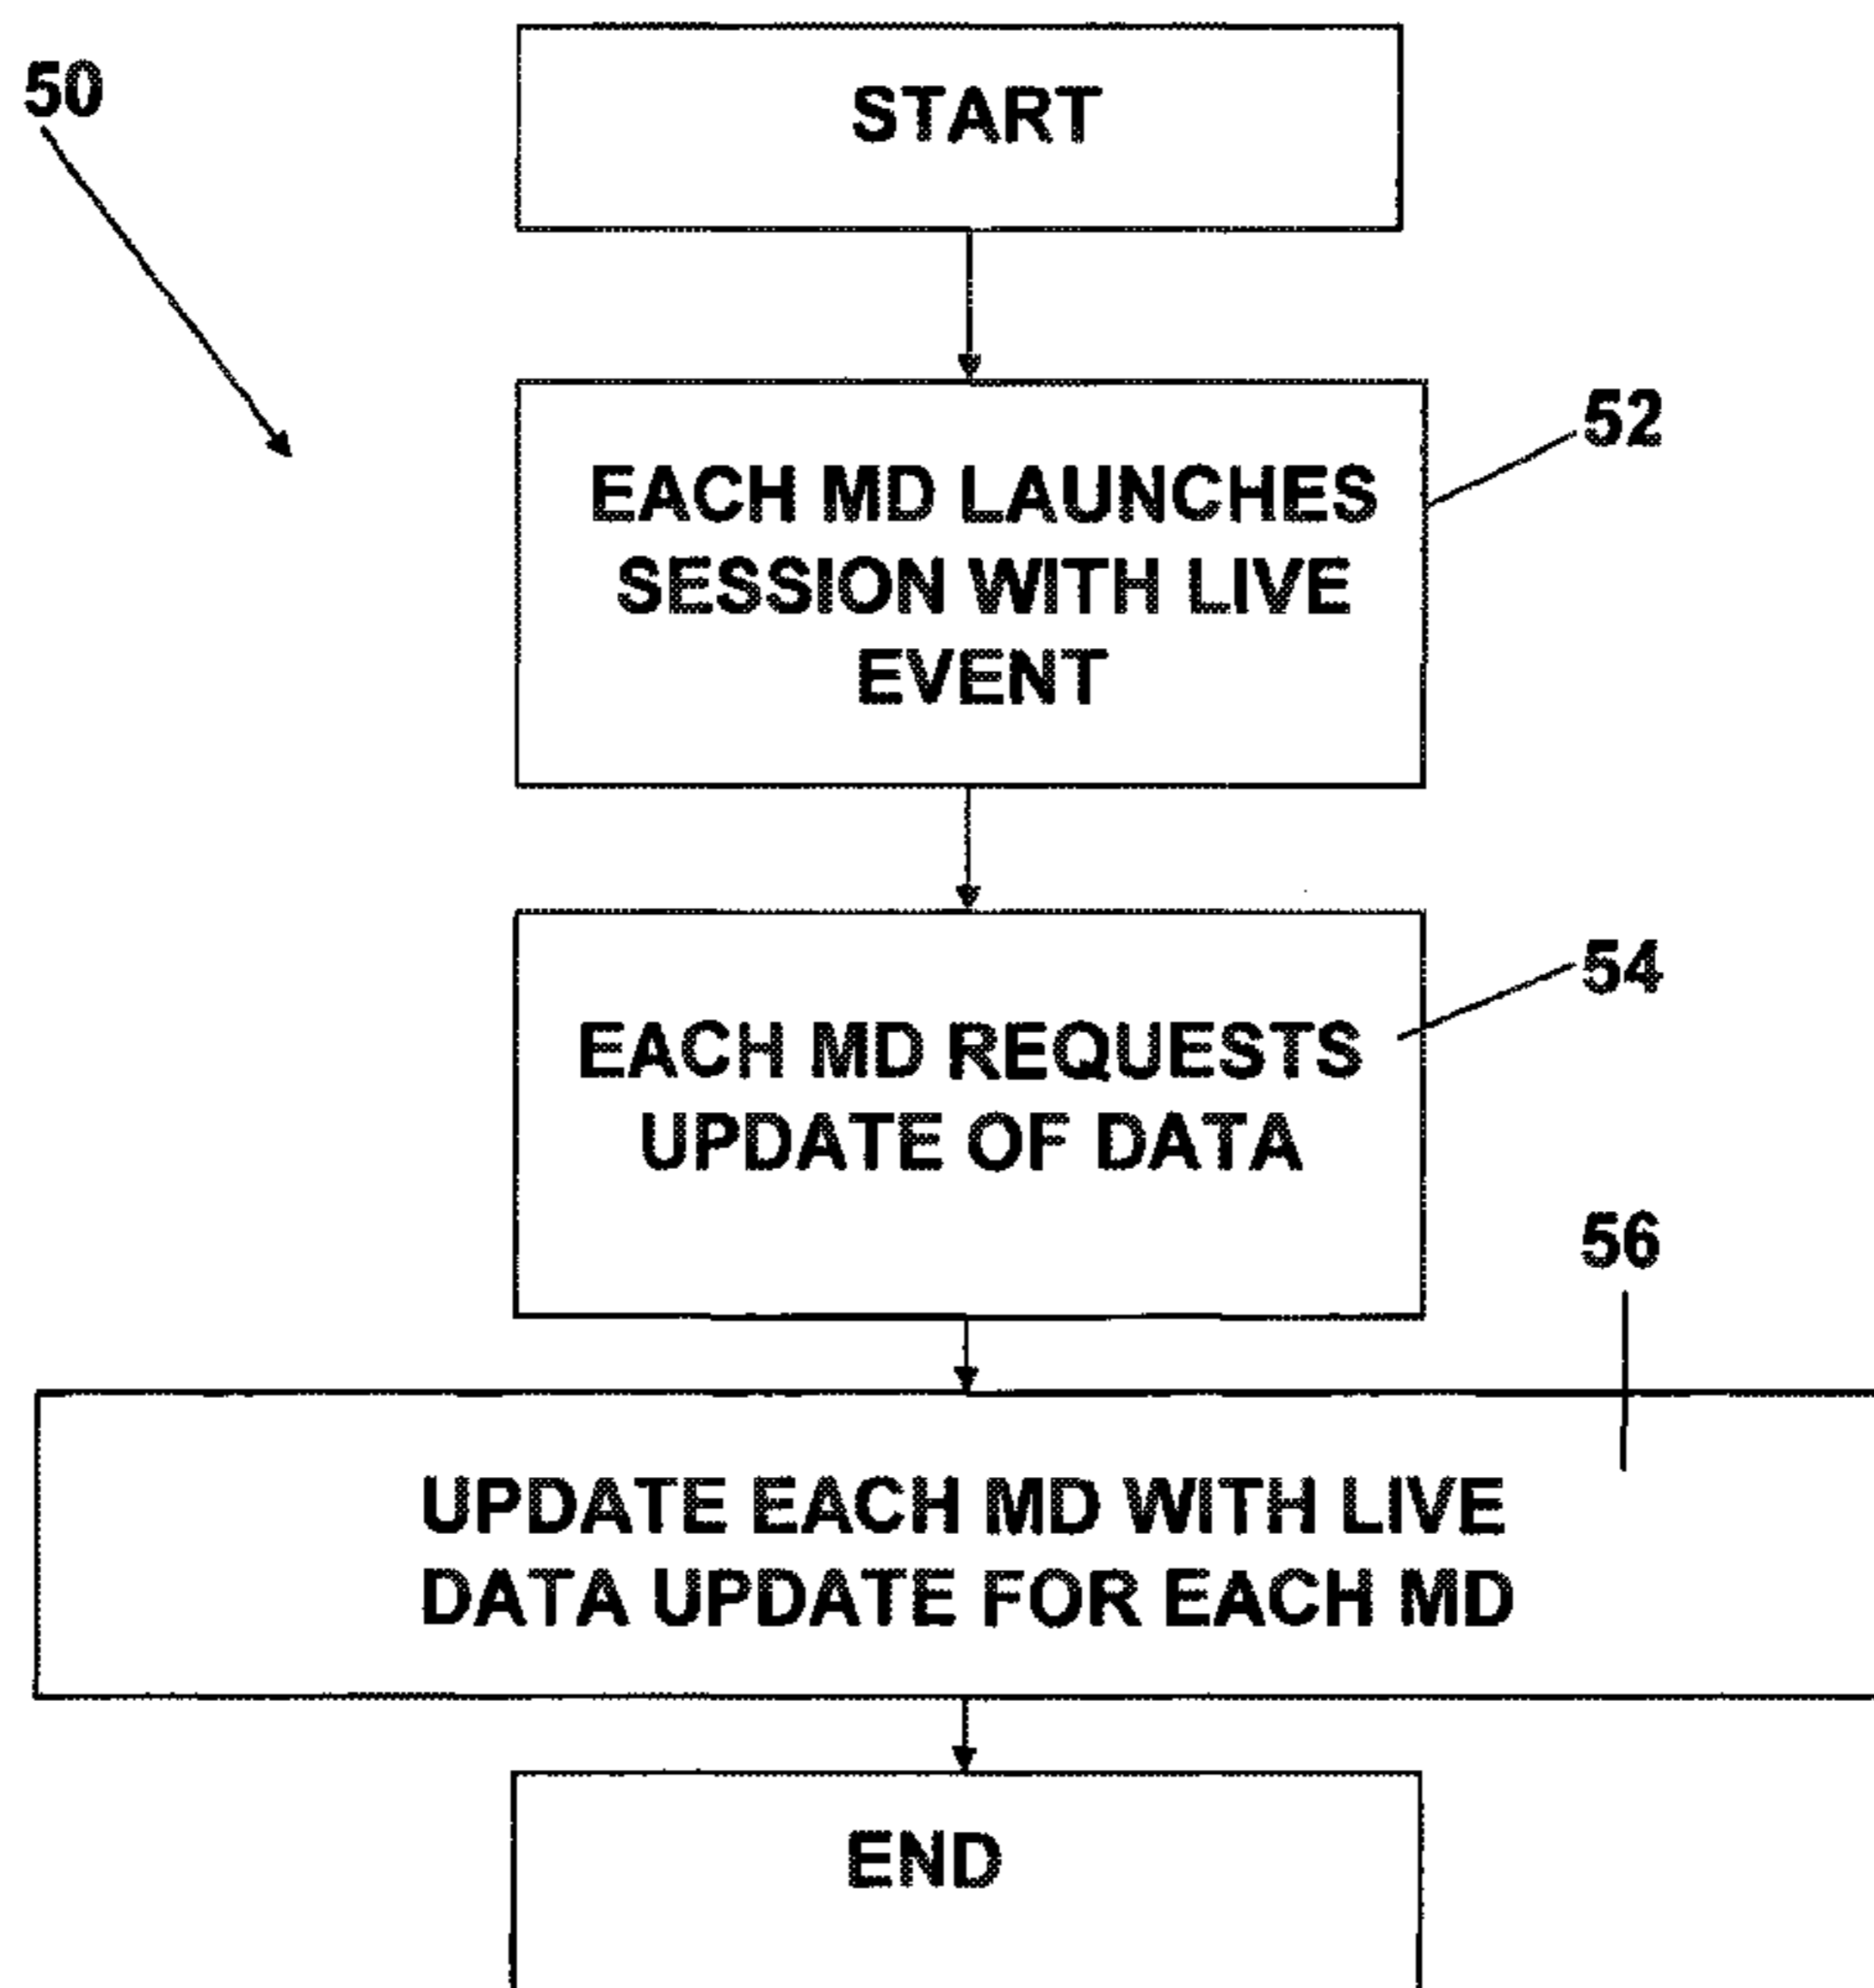 50
START
52
EACH MD LAUNCHES
SESSION WITH LIVE
EVENT
54
EACH MD REQUESTS
UPDATE OF DATA
56
UPDATE EACH MD WITH LIVE
DATA UPDATE FOR EACH MD
END